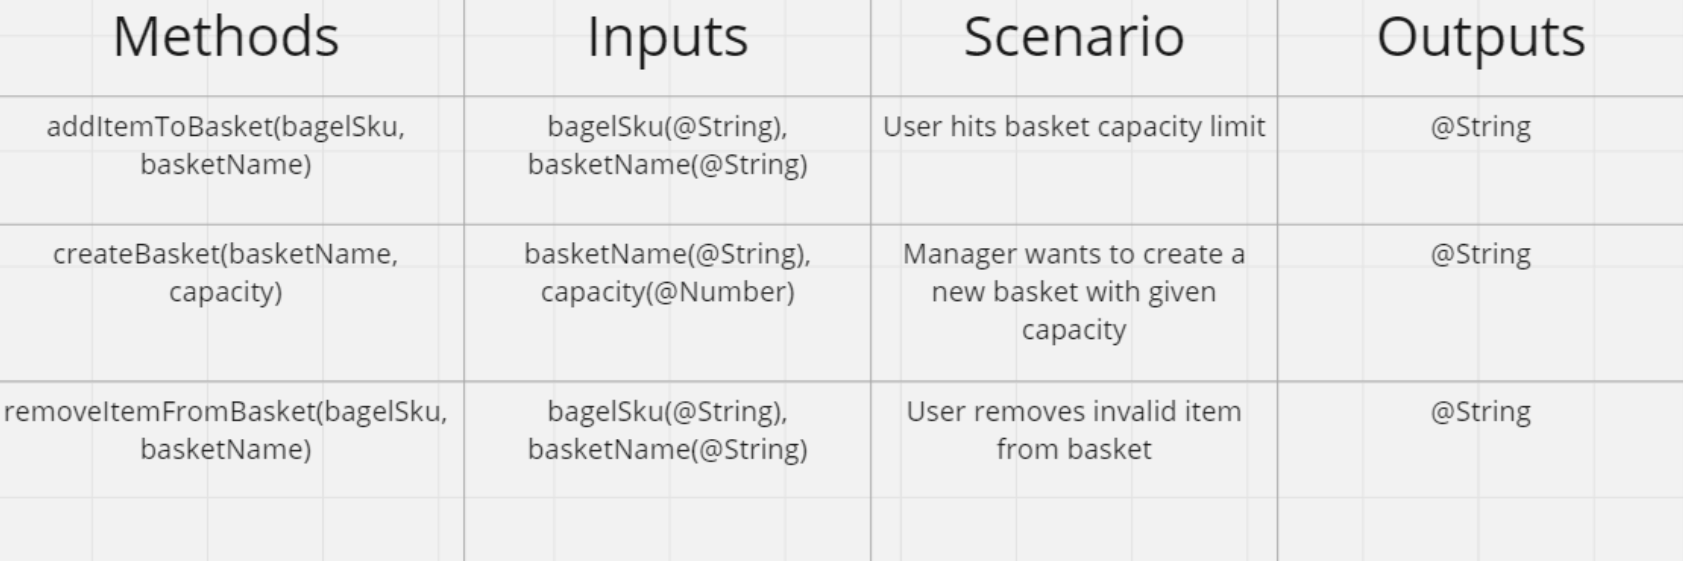 Methods Inputs Scenario Outputs
addItemToBasket(bagelSku,
basketName)
bagelSku(@String),
basketName(@String)
User hits basket capacity limit
@String
createBasket(basketName,
capacity)
basketName(@String),
capacity(@Number)
Manager wants to create a
new basket with given
capacity
@String
removeItemFromBasket(bagelSku,
basketName)
bagelSku(@String),
basketName(@String)
User removes invalid item
from basket
@String